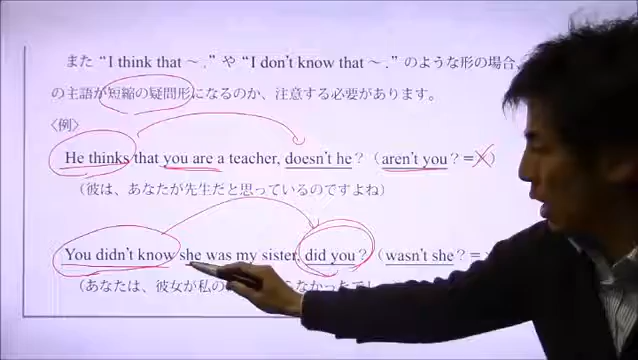 また “I think that ～ .” や “I don't know that ～ .” のような形の場合,
の主語が短縮の疑問形になるのか、注意する必要があります。
〈例〉
He thinks that you are a teacher, doesn't he ? ( aren't you ? =×)
（彼は、あなたが先生だと思っているのですよね）
You didn't know she was my sister, did you ? ( wasn't she ? =
（あなたは、彼女が私の